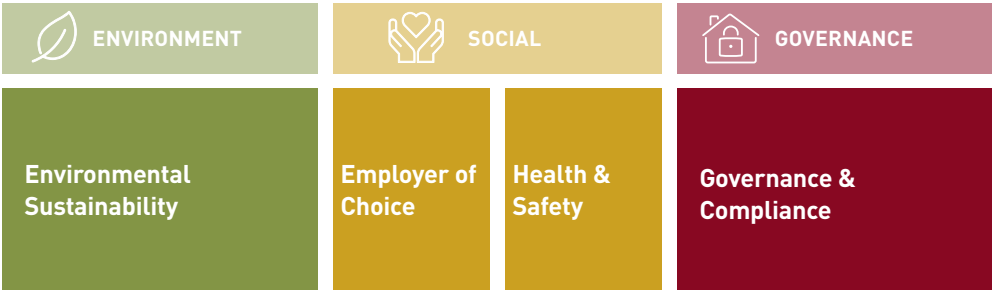 ENVIRONMENT
SOCIAL
GOVERNANCE
Environmental
Sustainability
Employer of
Choice
Health &
Safety
Governance &
Compliance